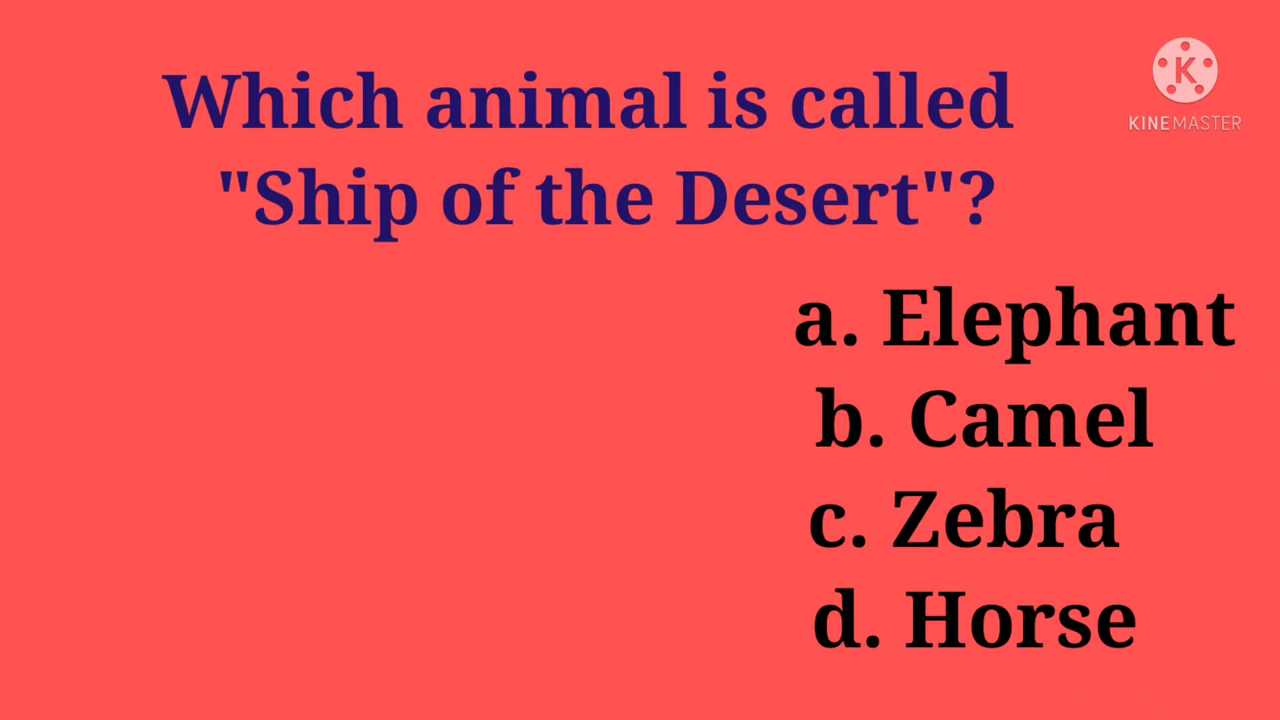 Which animal is called
"Ship of the Desert"?
K
KINEMASTER
a. Elephant
b. Camel
c. Zebra
d. Horse